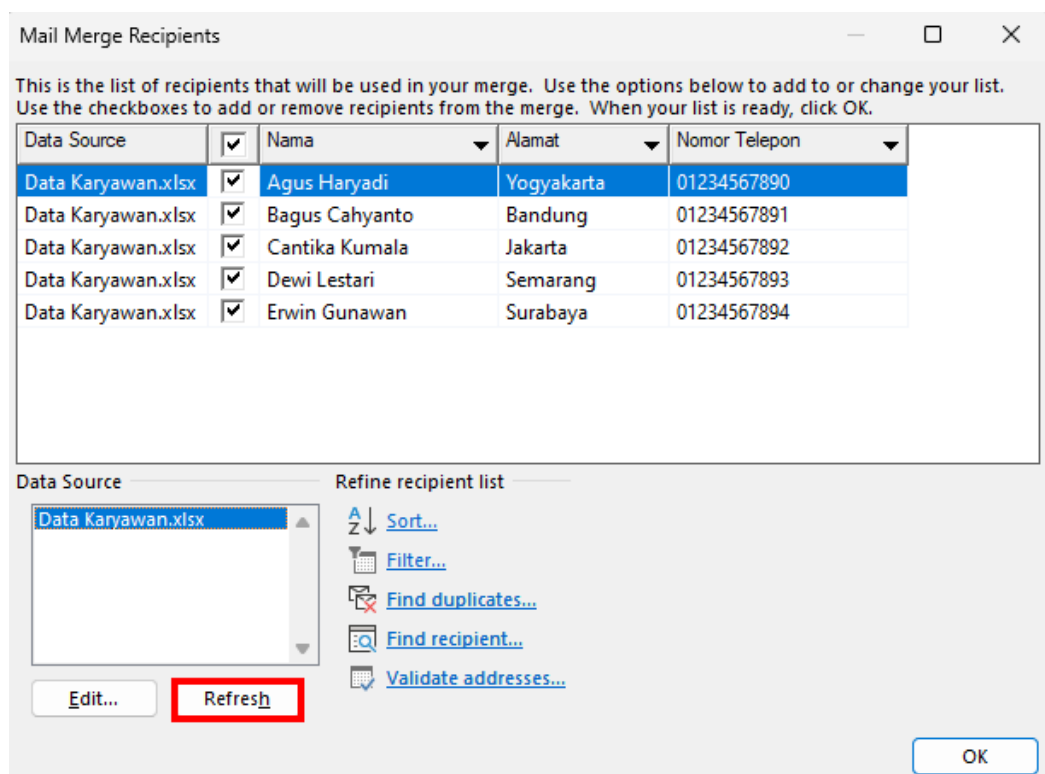 Mail Merge Recipients
This is the list of recipients that will be used in your merge.  Use the options below to add to or change your list.
Use the checkboxes to add or remove recipients from the merge.  When your list is ready, click OK.
Data Source Nama Alamat Nomor Telepon
Data Karyawan.xlsx Agus Haryadi Yogyakarta 01234567890
Data Karyawan.xlsx Bagus Cahyanto Bandung 01234567891
Data Karyawan.xlsx Cantika Kumala Jakarta 01234567892
Data Karyawan.xlsx Dewi Lestari Semarang 01234567893
Data Karyawan.xlsx Erwin Gunawan Surabaya 01234567894
Data Source
Data Karyawan.xlsx
Edit... Refresh
Refine recipient list
Sort...
Filter...
Find duplicates...
Find recipient...
Validate addresses...
OK